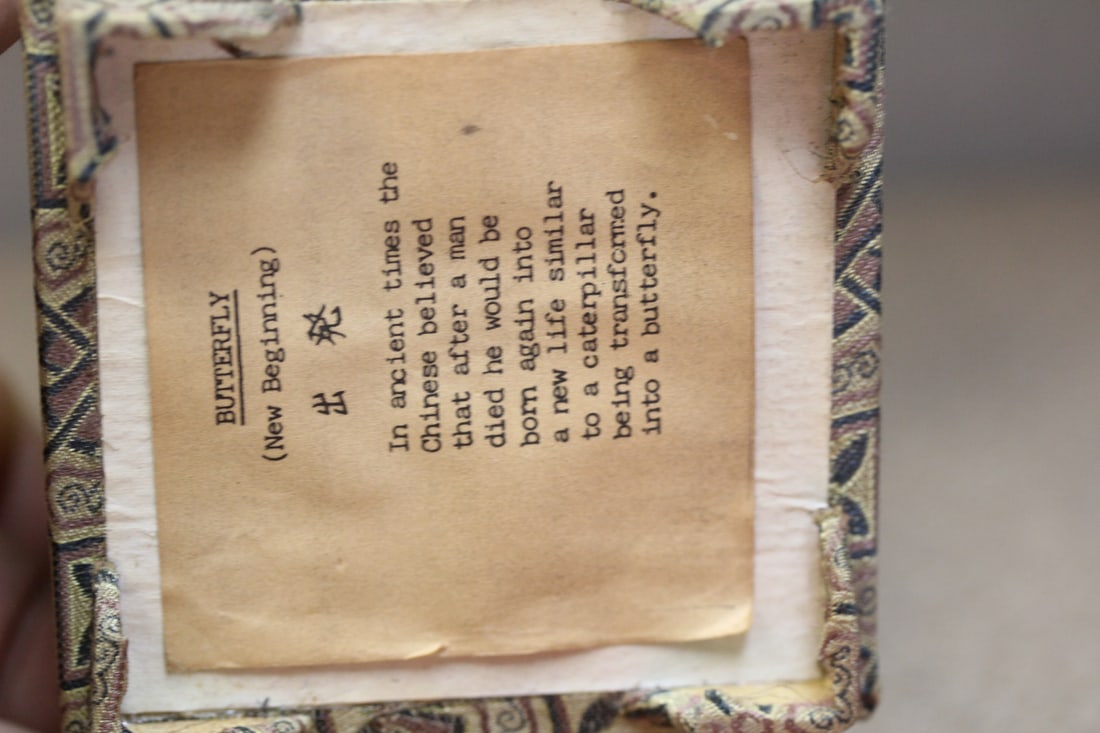 BUTTERFLY
(New Beginning)
出 発
In ancient times the
Chinese believed
that after a man
died he would be
born again into
a new life similar
to a caterpillar
being transformed
into a butterfly.